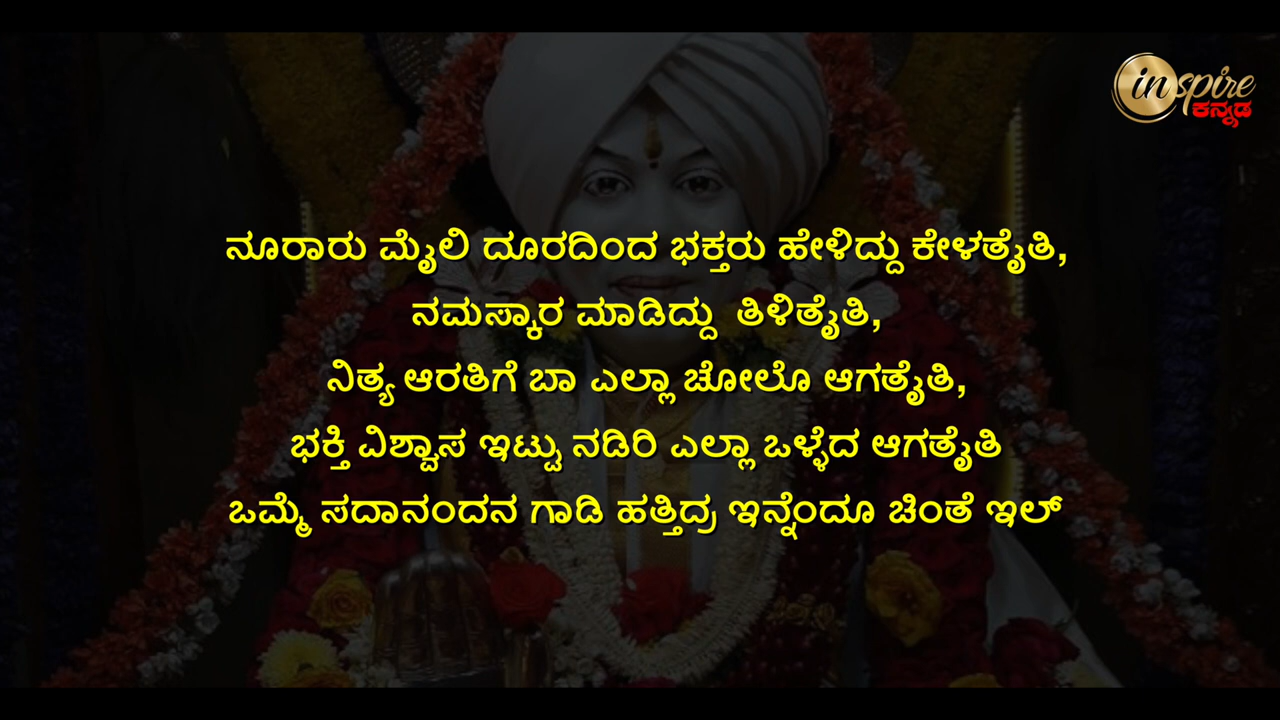 inspire
ಕನ್ನಡ
ನೂರಾರು ಮೈಲಿ ದೂರದಿಂದ ಭಕ್ತರು ಹೇಳಿದ್ದು ಕೇಳತೈತಿ,
ನಮಸ್ಕಾರ ಮಾಡಿದ್ದು ತಿಳಿತೈತಿ,
ನಿತ್ಯ ಆರತಿಗೆ ಬಾ ಎಲ್ಲಾ ಚೋಲೊ ಆಗತೈತಿ,
ಭಕ್ತಿ ವಿಶ್ವಾಸ ಇಟ್ಟು ನಡಿರಿ ಎಲ್ಲಾ ಒಳ್ಳೆದ ಆಗತೈತಿ
ಒಮ್ಮೆ ಸದಾನಂದನ ಗಾಡಿ ಹತ್ತಿದ್ರ ಇನ್ನೆಂದೂ ಚಿಂತೆ ಇಲ್